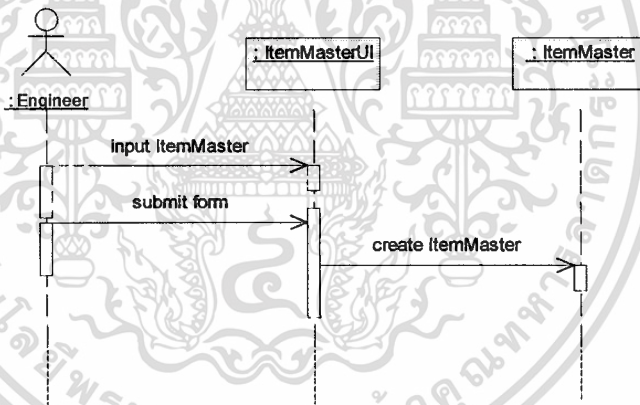 : ItemMasterUI
: ItemMaster
: Engineer
input ItemMaster
submit form
create ItemMaster